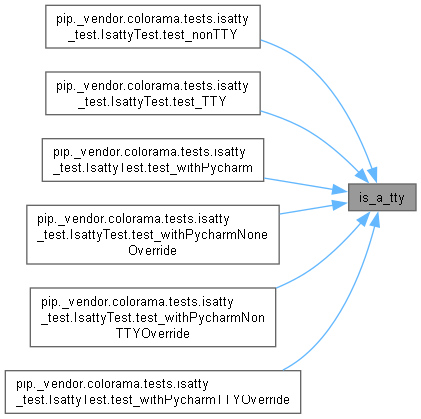 pip._vendor.colorama.tests.isatty
_test.IsattyTest.test_nonTTY
pip._vendor.colorama.tests.isatty
_test.IsattyTest.test_TTY
pip._vendor.colorama.tests.isatty
_test.IsattyTest.test_withPycharm
is_a_tty
pip._vendor.colorama.tests.isatty
_test.IsattyTest.test_withPycharmNone
Override
pip._vendor.colorama.tests.isatty
_test.IsattyTest.test_withPycharmNon
TTYOverride
pip._vendor.colorama.tests.isatty
_test.IsattyTest.test_withPycharmTTYOverride